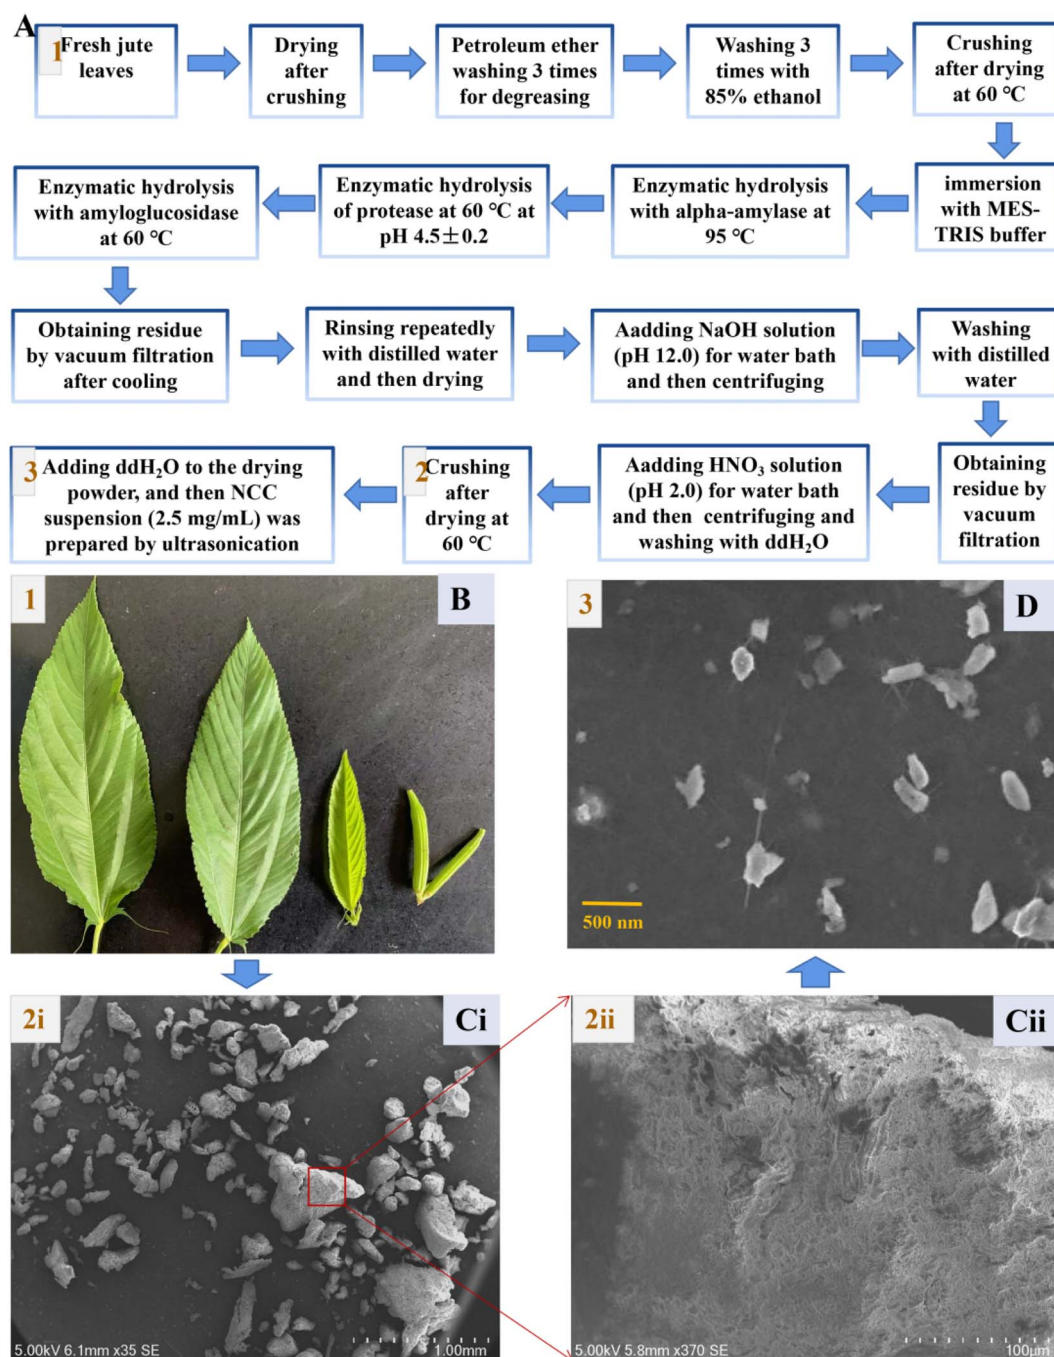 A
1
Fresh jute
leaves
Drying
after
crushing
Petroleum ether
washing 3 times
for degreasing
Washing 3
times with
85% ethanol
Crushing
after drying
at 60 °C
immersion
with MES-
TRIS buffer
Enzymatic hydrolysis
with alpha-amylase at
95 °C
Enzymatic hydrolysis
of protease at 60 °C at
pH 4.5±0.2
Enzymatic hydrolysis
with amyloglucosidase
at 60 °C
Obtaining residue
by vacuum filtration
after cooling
Rinsing repeatedly
with distilled water
and then drying
Aadding NaOH solution
(pH 12.0) for water bath
and then centrifuging
Washing
with distilled
water
Obtaining
residue by
vacuum
filtration
Aadding HNO₃ solution
(pH 2.0) for water bath
and then centrifuging and
washing with ddH₂O
2
Crushing
after
drying at
60 °C
3
Adding ddH₂O to the drying
powder, and then NCC
suspension (2.5 mg/mL) was
prepared by ultrasonication
1
B
3
D
500 nm
2i
Ci
5.00kV 6.1mm x35 SE
1.00mm
2ii
Cii
5.00kV 5.8mm x370 SE
100μm